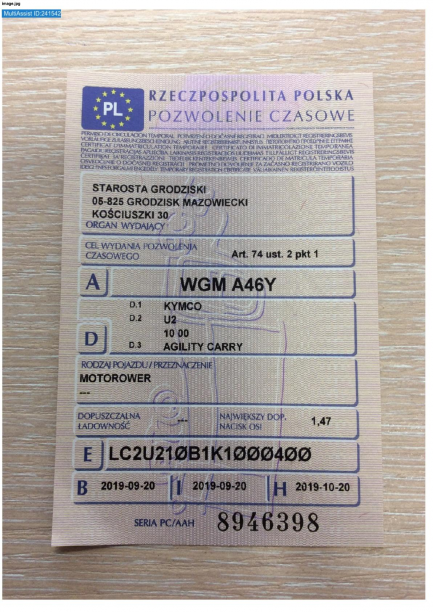 image.jpg
MultiAssist ID:241542
PL
RZECZPOSPOLITA POLSKA
POZWOLENIE CZASOWE
STAROSTA GRODZISKI
05-825 GRODZISK MAZOWIECKI
KOŚCIUSZKI 30
ORGAN WYDAJĄCY
CEL WYDANIA POZWOLENIA
CZASOWEGO Art. 74 ust. 2 pkt 1
A WGM A46Y
D.1 KYMCO
D.2 U2
10 00
D D.3 AGILITY CARRY
RODZAJ POJAZDU / PRZEZNACZENIE
MOTOROWER
---
DOPUSZCZALNA ŁADOWNOŚĆ --- NAJWIĘKSZY DOP. NACISK OSI 1,47
E LC2U21ØB1K1ØØØ4ØØ
B 2019-09-20 I 2019-09-20 H 2019-10-20
SERIA PC/AAH 8946398